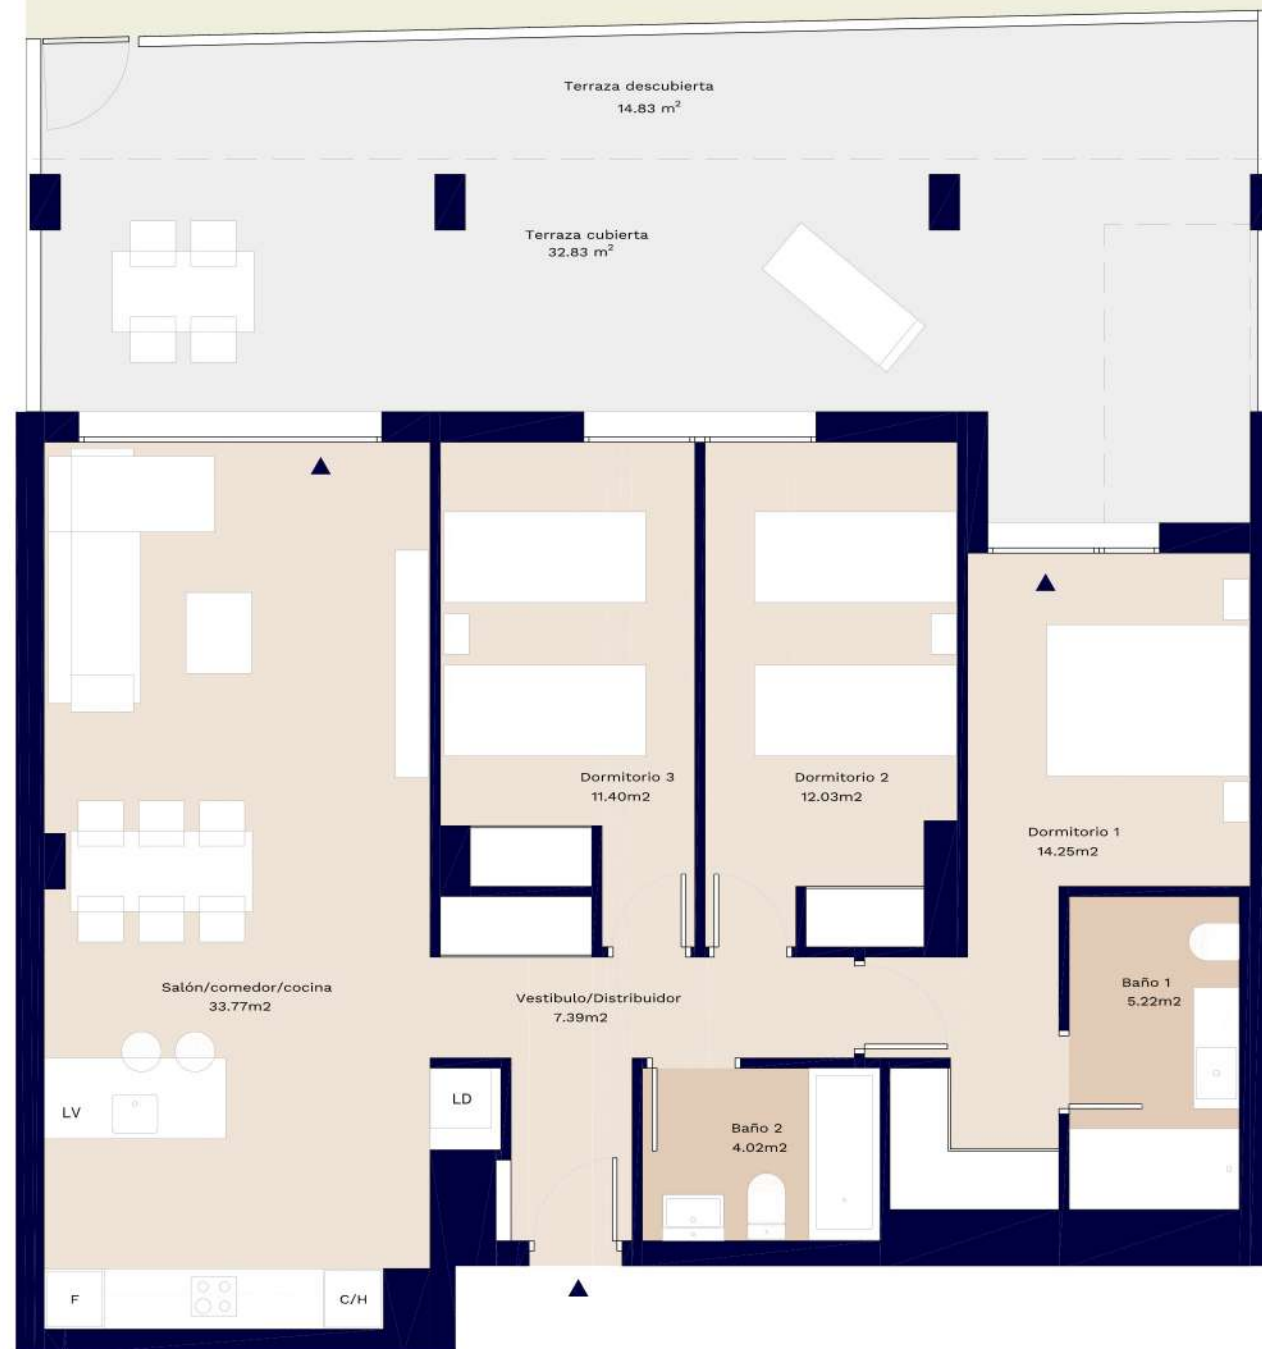 Terraza descubierta
14.83 m²
Terraza cubierta
32.83 m²
Dormitorio 3
11.40m2
Dormitorio 2
12.03m2
Dormitorio 1
14.25m2
Salón/comedor/cocina
33.77m2
Vestibulo/Distribuidor
7.39m2
Baño 1
5.22m2
LV
LD
Baño 2
4.02m2
F
C/H